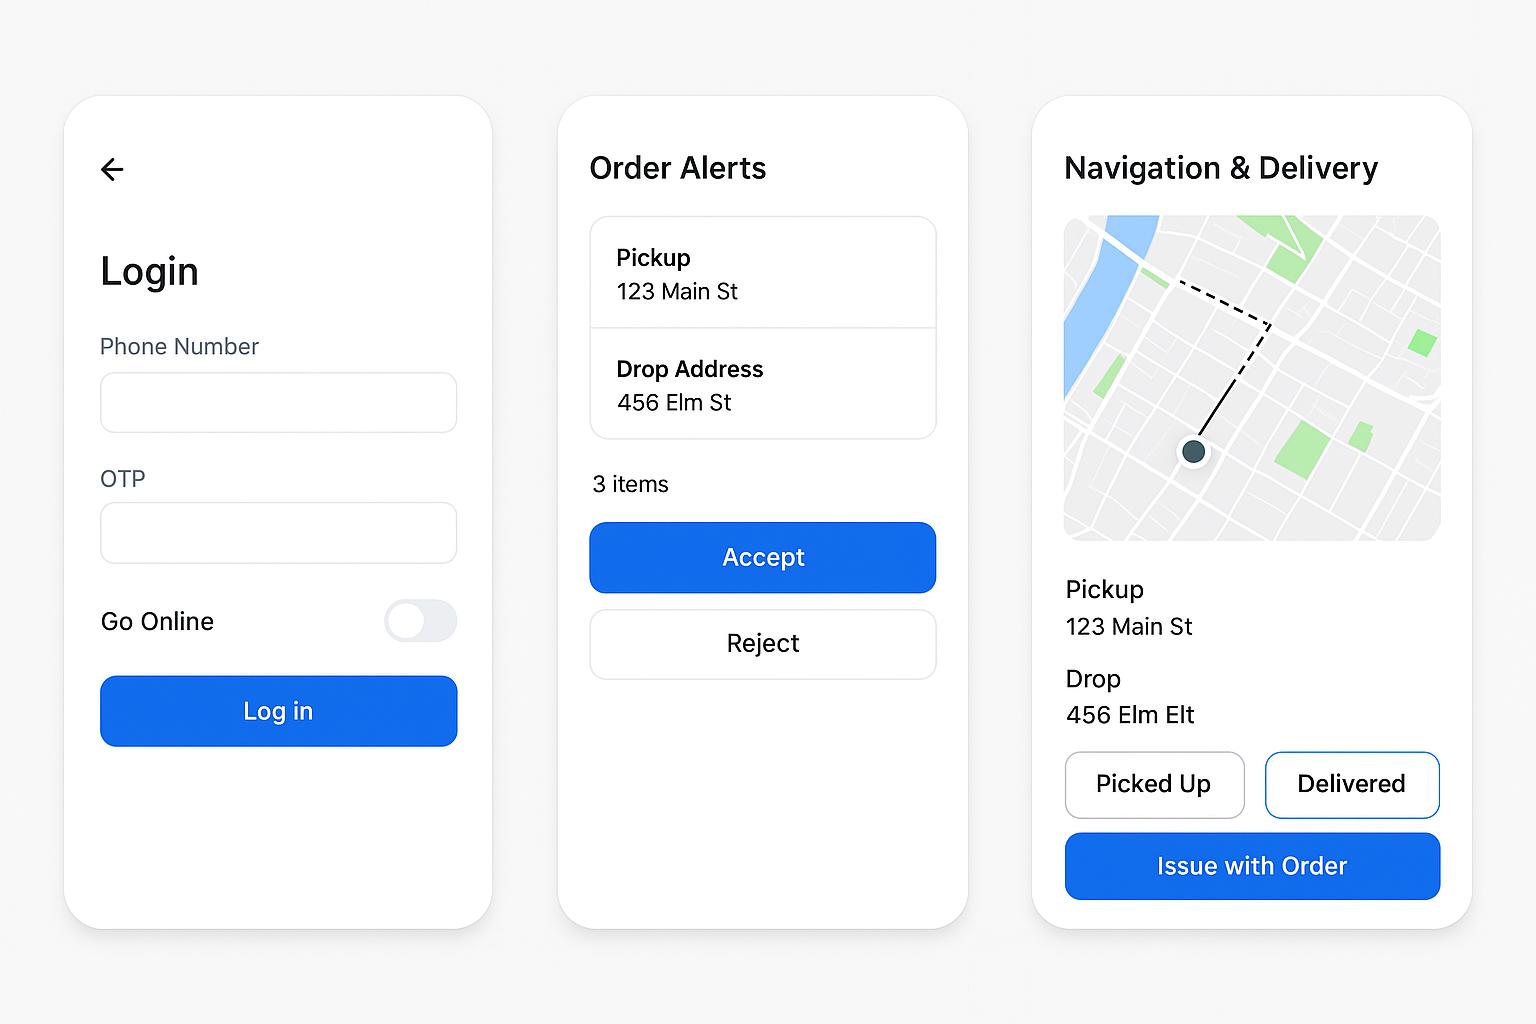 Login
Phone Number
OTP
Go Online
Log in
Order Alerts
Pickup
123 Main St
Drop Address
456 Elm St
3 items
Accept
Reject
Navigation & Delivery
Pickup
123 Main St
Drop
456 Elm Elt
Picked Up
Delivered
Issue with Order